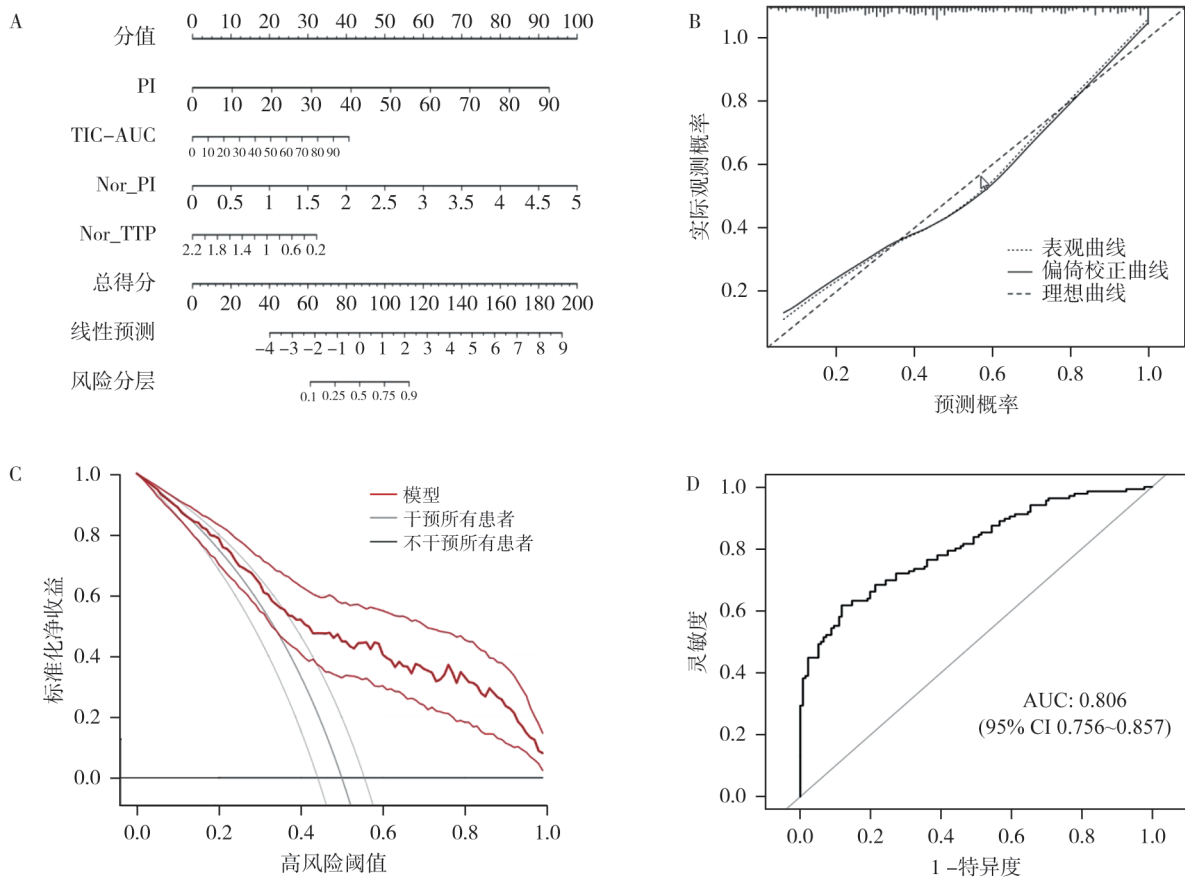 A
分值
0 10 20 30 40 50 60 70 80 90 100
PI
0 10 20 30 40 50 60 70 80 90
TIC-AUC
0 10 20 30 40 50 60 70 80 90
Nor_PI
0 0.5 1 1.5 2 2.5 3 3.5 4 4.5 5
Nor_TTP
2.2 1.8 1.4 1 0.6 0.2
总得分
0 20 40 60 80 100 120 140 160 180 200
线性预测
-4 -3 -2 -1 0 1 2 3 4 5 6 7 8 9
风险分层
0.1 0.25 0.5 0.75 0.9
B
1.0
0.8
0.6
0.4
0.2
实际观测概率
表观曲线
偏倚校正曲线
理想曲线
0.2 0.4 0.6 0.8 1.0
预测概率
C
1.0
0.8
0.6
0.4
0.2
0.0
标准化净收益
模型
干预所有患者
不干预所有患者
0.0 0.2 0.4 0.6 0.8 1.0
高风险阈值
D
1.0
0.8
0.6
0.4
0.2
0.0
灵敏度
AUC: 0.806
(95% CI 0.756~0.857)
0.0 0.2 0.4 0.6 0.8 1.0
1 -特异度